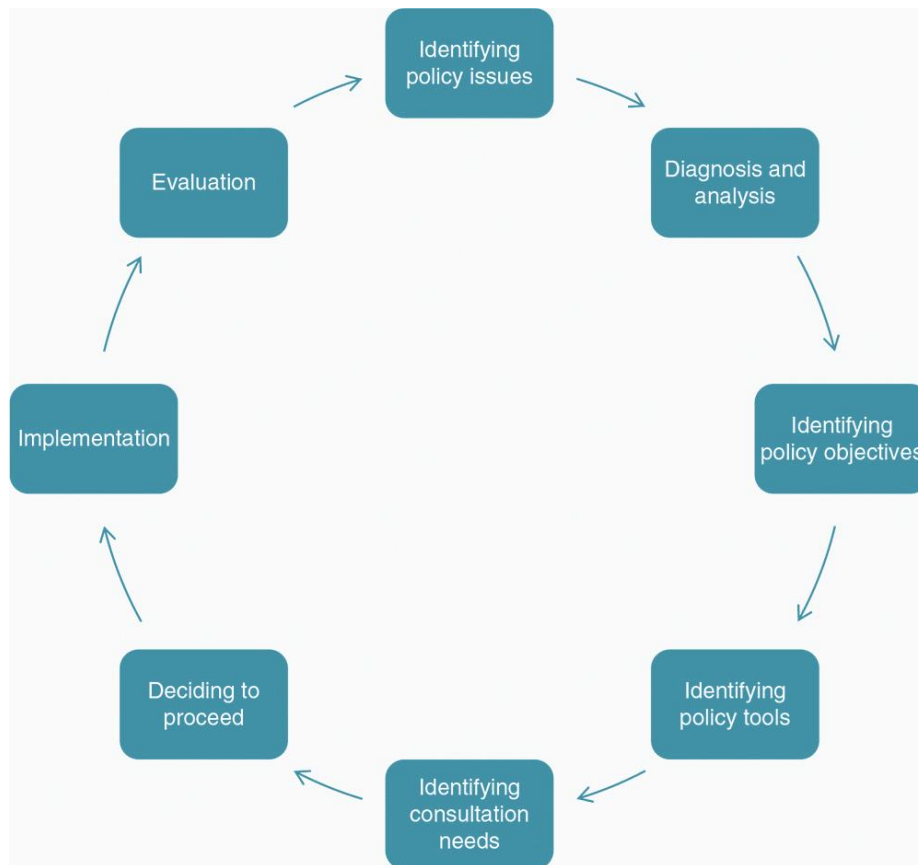 Identifying
policy issues
Diagnosis and
analysis
Identifying
policy objectives
Identifying
policy tools
Identifying
consultation
needs
Deciding to
proceed
Implementation
Evaluation